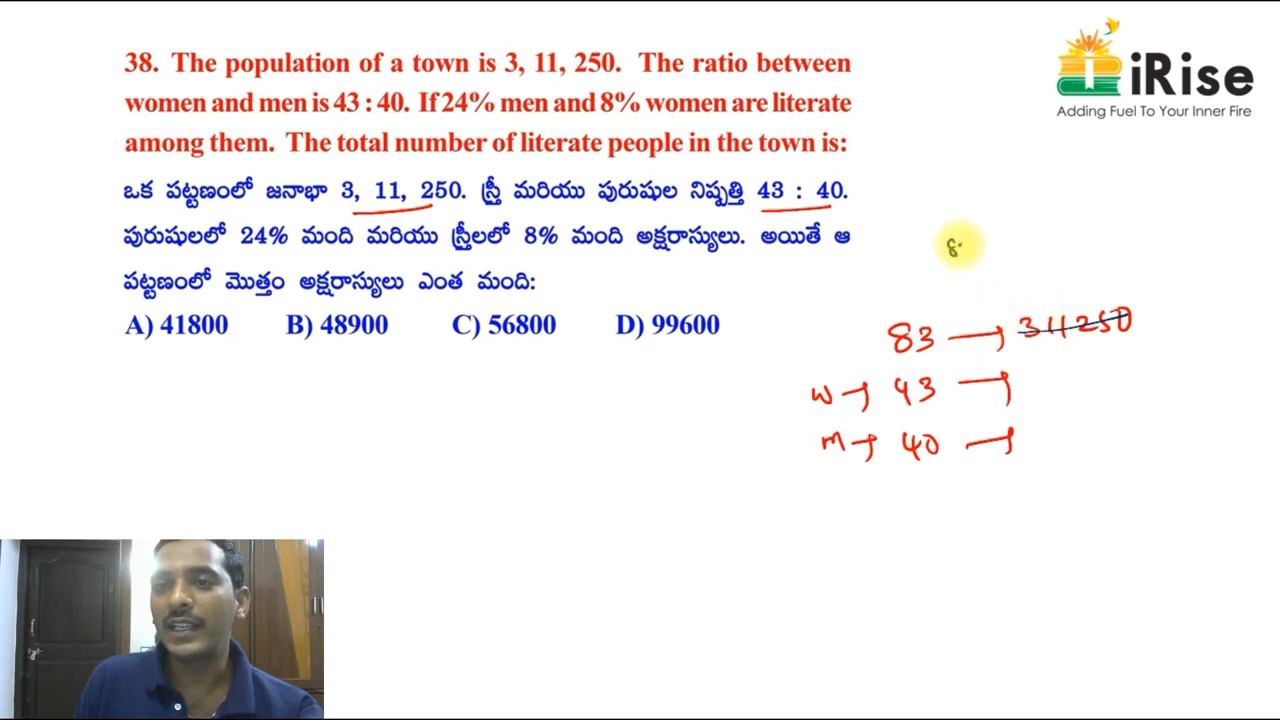 38. The population of a town is 3, 11, 250. The ratio between
women and men is 43 : 40. If 24% men and 8% women are literate
among them. The total number of literate people in the town is:
ఒక పట్టణంలో జనాభా 3, 11, 250. స్త్రీ మరియు పురుషుల నిష్పత్తి 43 : 40.
పురుషులలో 24% మంది మరియు స్త్రీలలో 8% మంది అక్షరాస్యులు. అయితే ఆ
పట్టణంలో మొత్తం అక్షరాస్యులు ఎంత మంది:
A) 41800 B) 48900 C) 56800 D) 99600
iRise
Adding Fuel To Your Inner Fire
83 → 311250
W → 43 →
m → 40 →